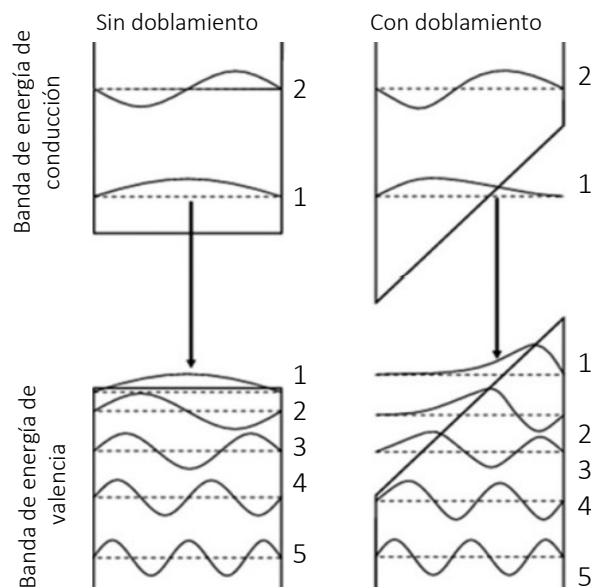 Sin doblamiento
Con doblamiento
Banda de energía de
conducción
2
1
2
1
Banda de energía de
valencia
1
2
3
4
5
1
2
3
4
5